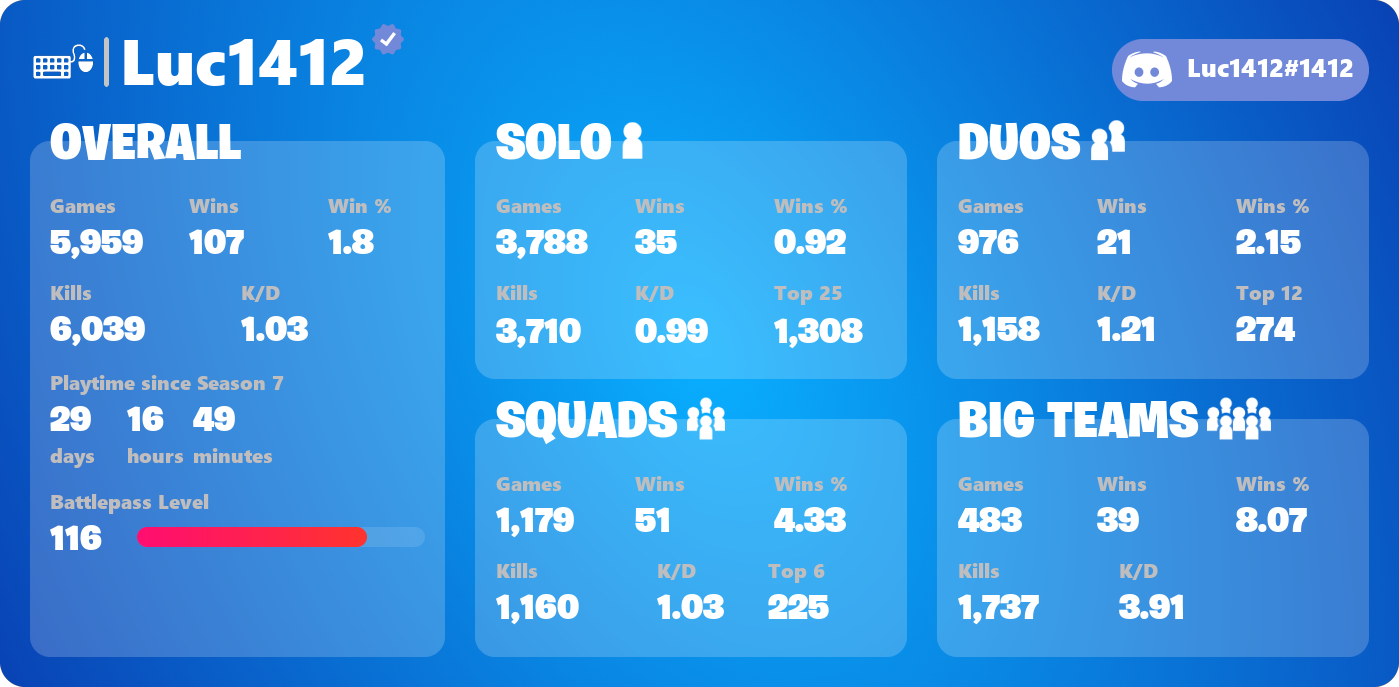 Luc1412
Luc1412#1412
OVERALL
Games Wins Win %
5,959 107 1.8
Kills K/D
6,039 1.03
Playtime since Season 7
29 16 49
days hours minutes
Battlepass Level
116
SOLO
Games Wins Wins %
3,788 35 0.92
Kills K/D Top 25
3,710 0.99 1,308
DUOS
Games Wins Wins %
976 21 2.15
Kills K/D Top 12
1,158 1.21 274
SQUADS
Games Wins Wins %
1,179 51 4.33
Kills K/D Top 6
1,160 1.03 225
BIG TEAMS
Games Wins Wins %
483 39 8.07
Kills K/D
1,737 3.91